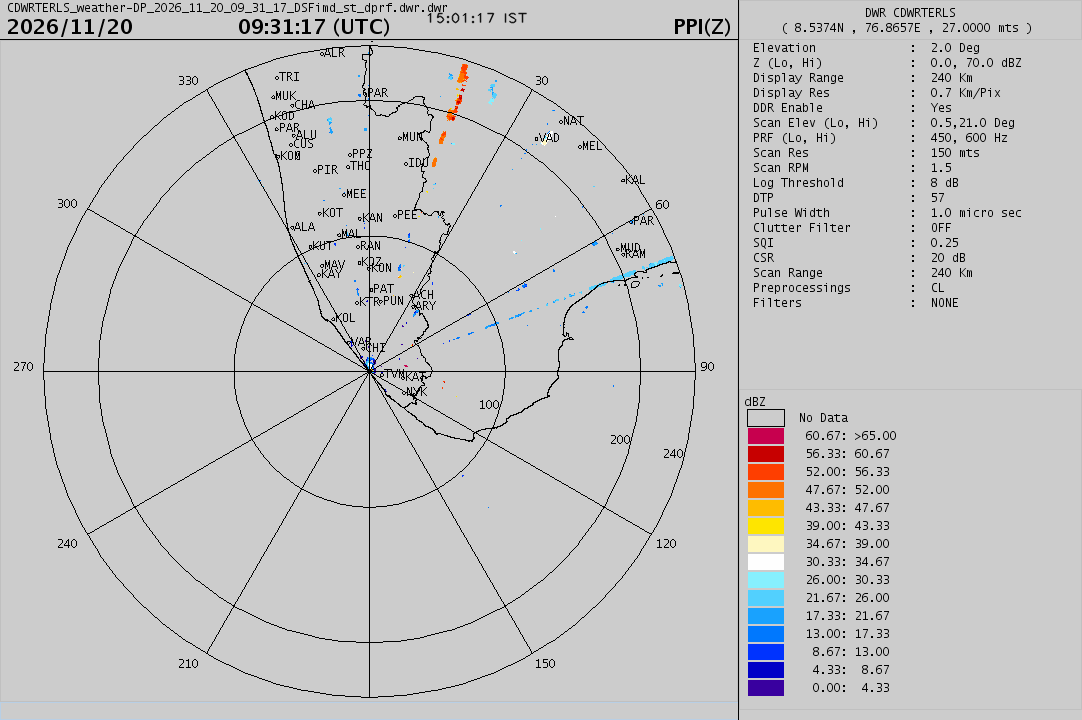 CDWRTERLS_weather-DP_2026_11_20_09_31_17_DSFimd_st_dprf.dwr.dwr
2026/11/20 09:31:17 (UTC) 15:01:17 IST PPI(Z)
DWR CDWRTERLS
( 8.5374N , 76.8657E , 27.0000 mts )
Elevation : 2.0 Deg
Z (Lo, Hi) : 0.0, 70.0 dBZ
Display Range : 240 Km
Display Res : 0.7 Km/Pix
DDR Enable : Yes
Scan Elev (Lo, Hi) : 0.5,21.0 Deg
PRF (Lo, Hi) : 450, 600 Hz
Scan Res : 150 mts
Scan RPM : 1.5
Log Threshold : 8 dB
DTP : 57
Pulse Width : 1.0 micro sec
Clutter Filter : OFF
SQI : 0.25
CSR : 20 dB
Scan Range : 240 Km
Preprocessings : CL
Filters : NONE
dBZ
No Data
60.67: >65.00
56.33: 60.67
52.00: 56.33
47.67: 52.00
43.33: 47.67
39.00: 43.33
34.67: 39.00
30.33: 34.67
26.00: 30.33
21.67: 26.00
17.33: 21.67
13.00: 17.33
8.67: 13.00
4.33: 8.67
0.00: 4.33
ALR
330 TRI 30
MUK PAR
CHA
KOD NAT
PAR
ALU MUN VAD
CUS MEL
PPZ
IDU
THO
PIR
KAL
MEE
300 60
KOT PEE
KAN PAR
ALA
MAL
KUT RAN MUD
RAM
KOZ
MAV KON
KAY
PAT
ACH
KTR PUN
ARY
KOL
VAR
CHI
270 TVM KAT 90
NYK
100
200
240
240 120
210 150